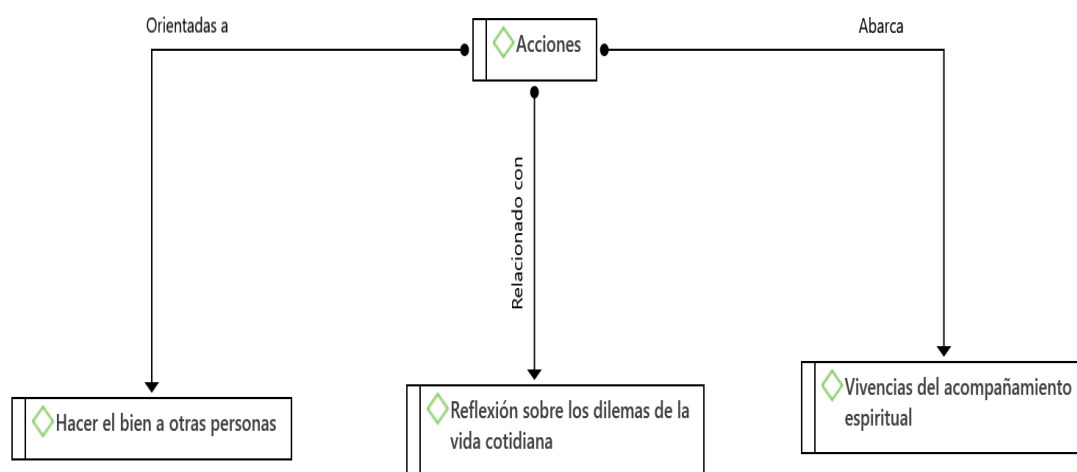 Orientadas a
Acciones
Abarca
Relacionado con
Hacer el bien a otras personas
Reflexión sobre los dilemas de la
vida cotidiana
Vivencias del acompañamiento
espiritual